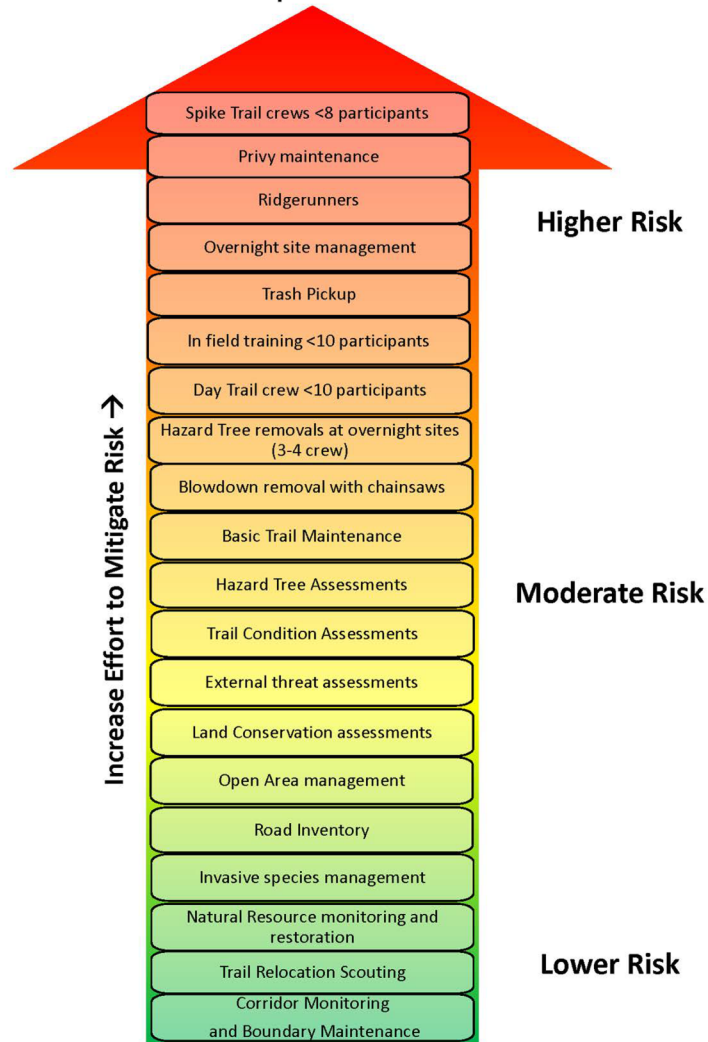 Spike Trail crews <8 participants
Privy maintenance
Ridgerunners
Higher Risk
Overnight site management
Trash Pickup
In field training <10 participants
Day Trail crew <10 participants
Hazard Tree removals at overnight sites
(3-4 crew)
Blowdown removal with chainsaws
Basic Trail Maintenance
Increase Effort to Mitigate Risk →
Hazard Tree Assessments
Moderate Risk
Trail Condition Assessments
External threat assessments
Land Conservation assessments
Open Area management
Road Inventory
Invasive species management
Natural Resource monitoring and
restoration
Trail Relocation Scouting
Lower Risk
Corridor Monitoring
and Boundary Maintenance